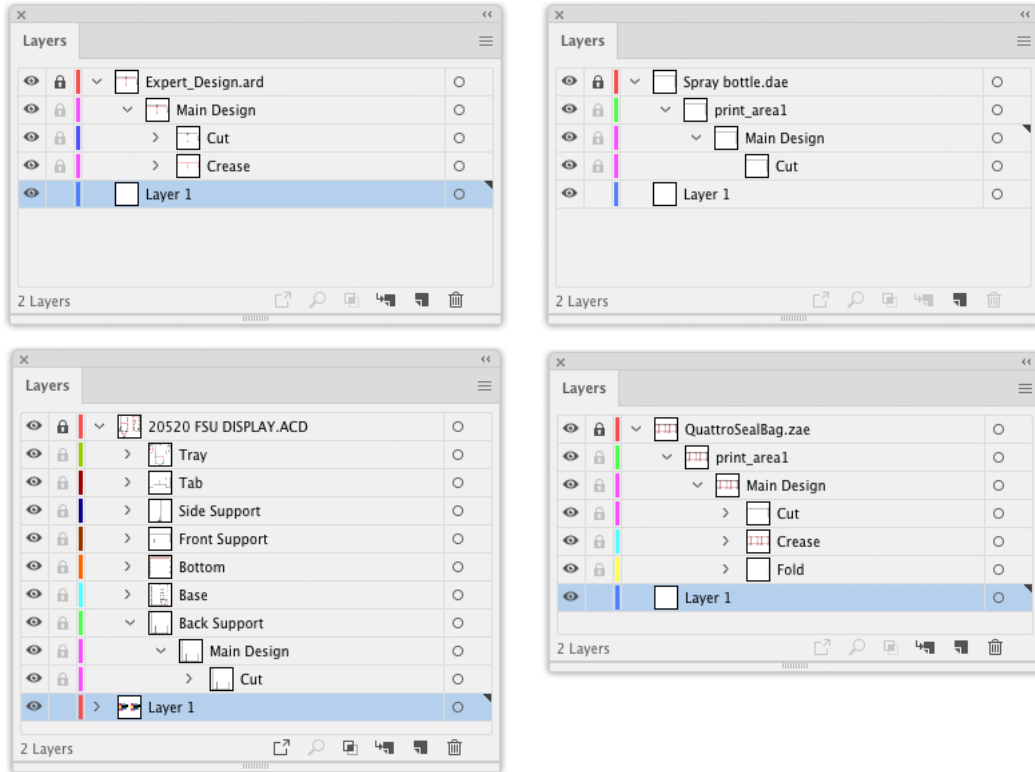 Layers
Expert_Design.ard
Main Design
Cut
Crease
Layer 1
2 Layers
Layers
Spray bottle.dae
print_area1
Main Design
Cut
Layer 1
2 Layers
Layers
20520 FSU DISPLAY.ACD
Tray
Tab
Side Support
Front Support
Bottom
Base
Back Support
Main Design
Cut
Layer 1
2 Layers
Layers
QuattroSealBag.zae
print_area1
Main Design
Cut
Crease
Fold
Layer 1
2 Layers